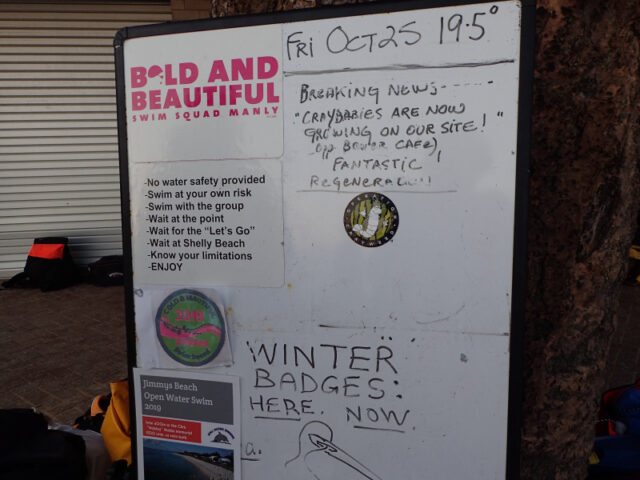 BOLD AND
BEAUTIFUL
SWIM SQUAD MANLY
FRI OCT 25 19.5°
BREAKING NEWS-----
"CRAYBABIES ARE NOW
GROWING ON OUR SITE!"
(OPP BOWER CAFE)
FANTASTIC
REGENERATION!!
-No water safety provided
-Swim at your own risk
-Swim with the group
-Wait at the point
-Wait for the "Let's Go"
-Wait at Shelly Beach
-Know your limitations
-ENJOY
BOLD & BEAUTIFUL
WINTER
BADGES:
HERE. NOW.
Jimmys Beach
Open Water Swim
2019